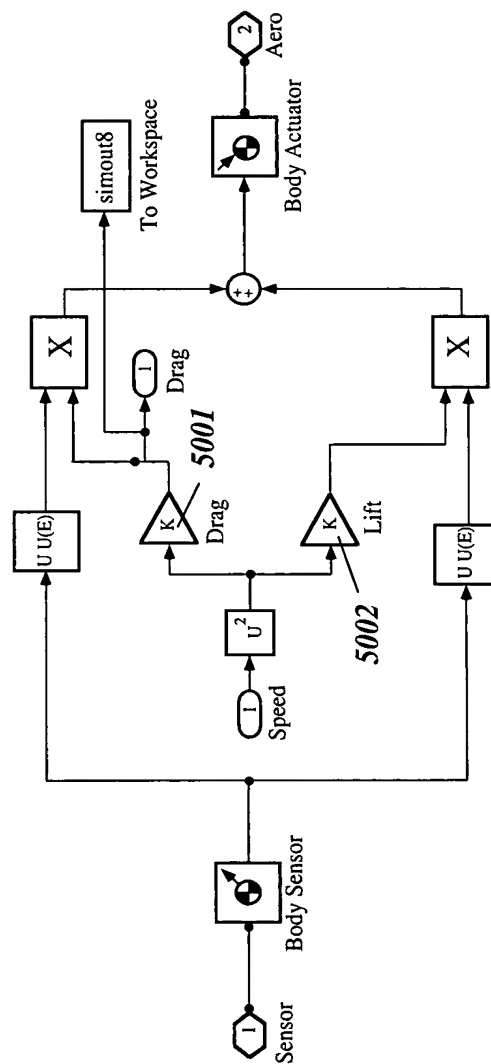 1
Sensor
Body Sensor
U U(E)
U U(E)
1
Speed
U²
K
5001
Drag
K
5002
Lift
1
Drag
X
X
simout8
To Workspace
++
Body Actuator
2
Aero